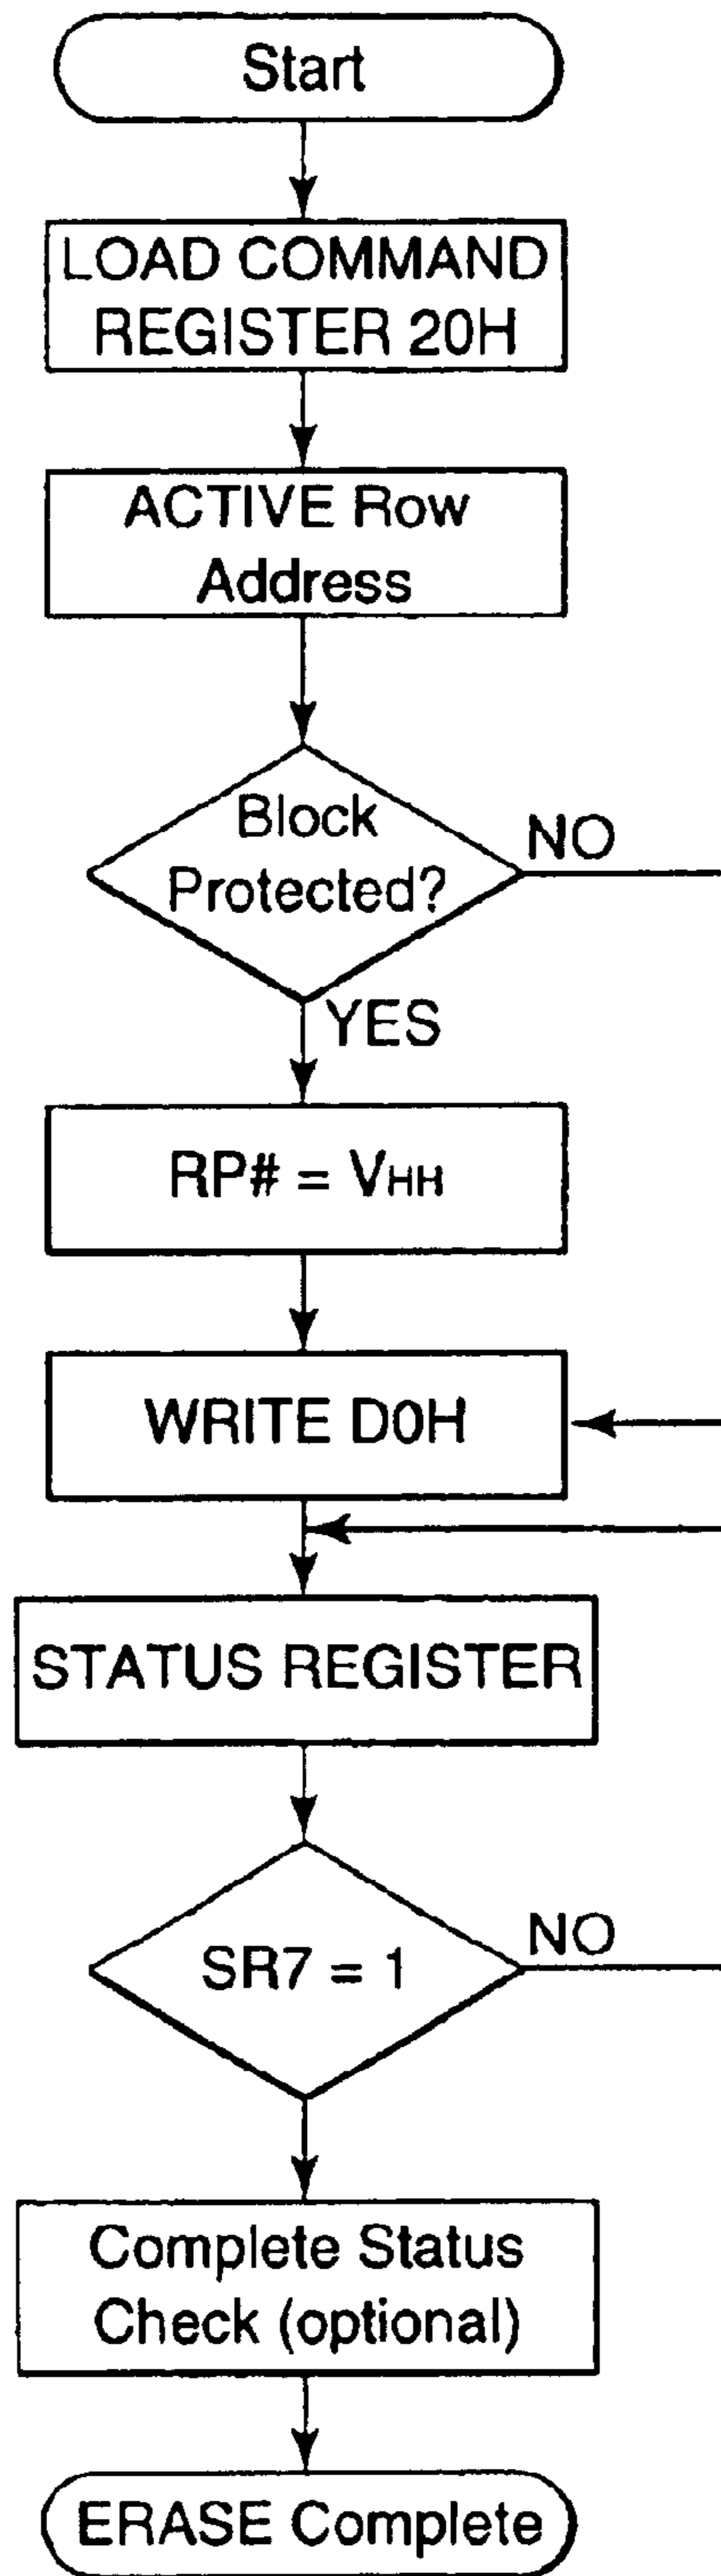 Start
LOAD COMMAND
REGISTER 20H
ACTIVE Row
Address
Block
Protected?
NO
YES
RP# = VHH
WRITE D0H
STATUS REGISTER
SR7 = 1
NO
Complete Status
Check (optional)
ERASE Complete